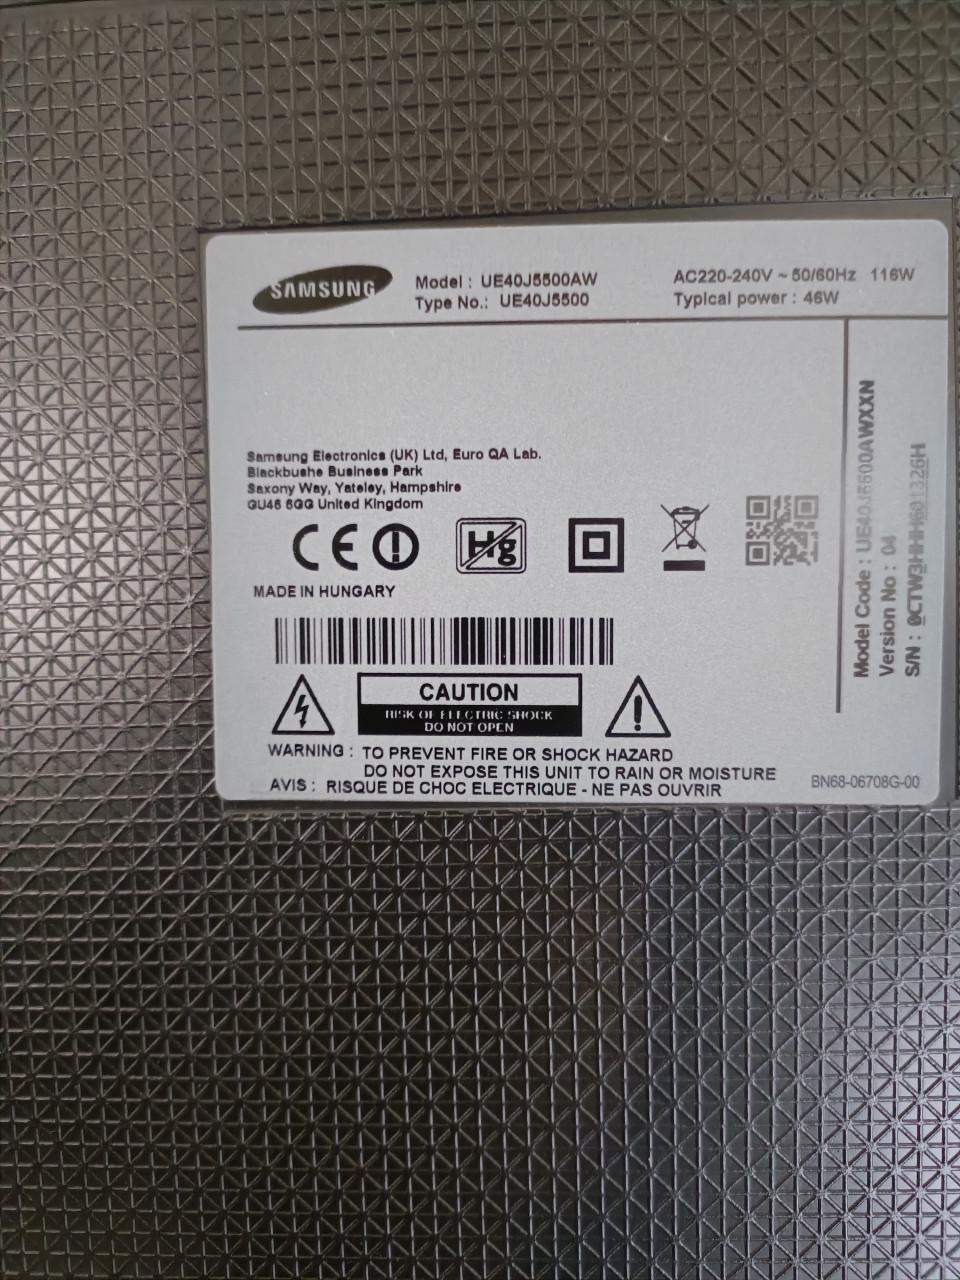 SAMSUNG
Model : UE40J5500AW
Type No.: UE40J5500
AC220-240V ~ 50/60Hz 116W
Typical power : 46W
Samsung Electronics (UK) Ltd, Euro QA Lab.
Blackbushe Business Park
Saxony Way, Yateley, Hampshire
GU46 6GG United Kingdom
CE
Hg
MADE IN HUNGARY
CAUTION
RISK OF ELECTRIC SHOCK
DO NOT OPEN
WARNING : TO PREVENT FIRE OR SHOCK HAZARD
DO NOT EXPOSE THIS UNIT TO RAIN OR MOISTURE
AVIS : RISQUE DE CHOC ELECTRIQUE - NE PAS OUVRIR
BN68-06708G-00
Model Code : UE40J5500AWXXN
Version No : 04
S/N :